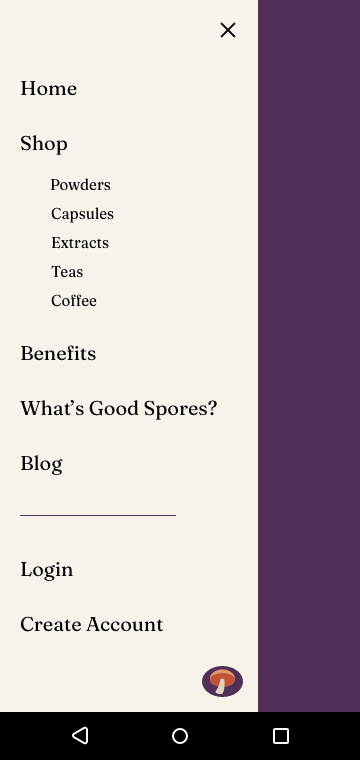 Home
Shop
Powders
Capsules
Extracts
Teas
Coffee
Benefits
What’s Good Spores?
Blog
Login
Create Account